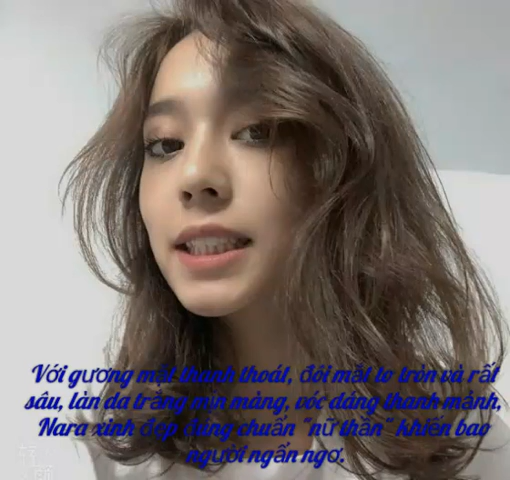 Với gương mặt thanh thoát, đôi mắt to tròn và rất
sâu, làn da trắng mịn màng, vóc dáng thanh mảnh,
Nara xinh đẹp đúng chuẩn "nữ thần" khiến bao
người ngẩn ngơ.